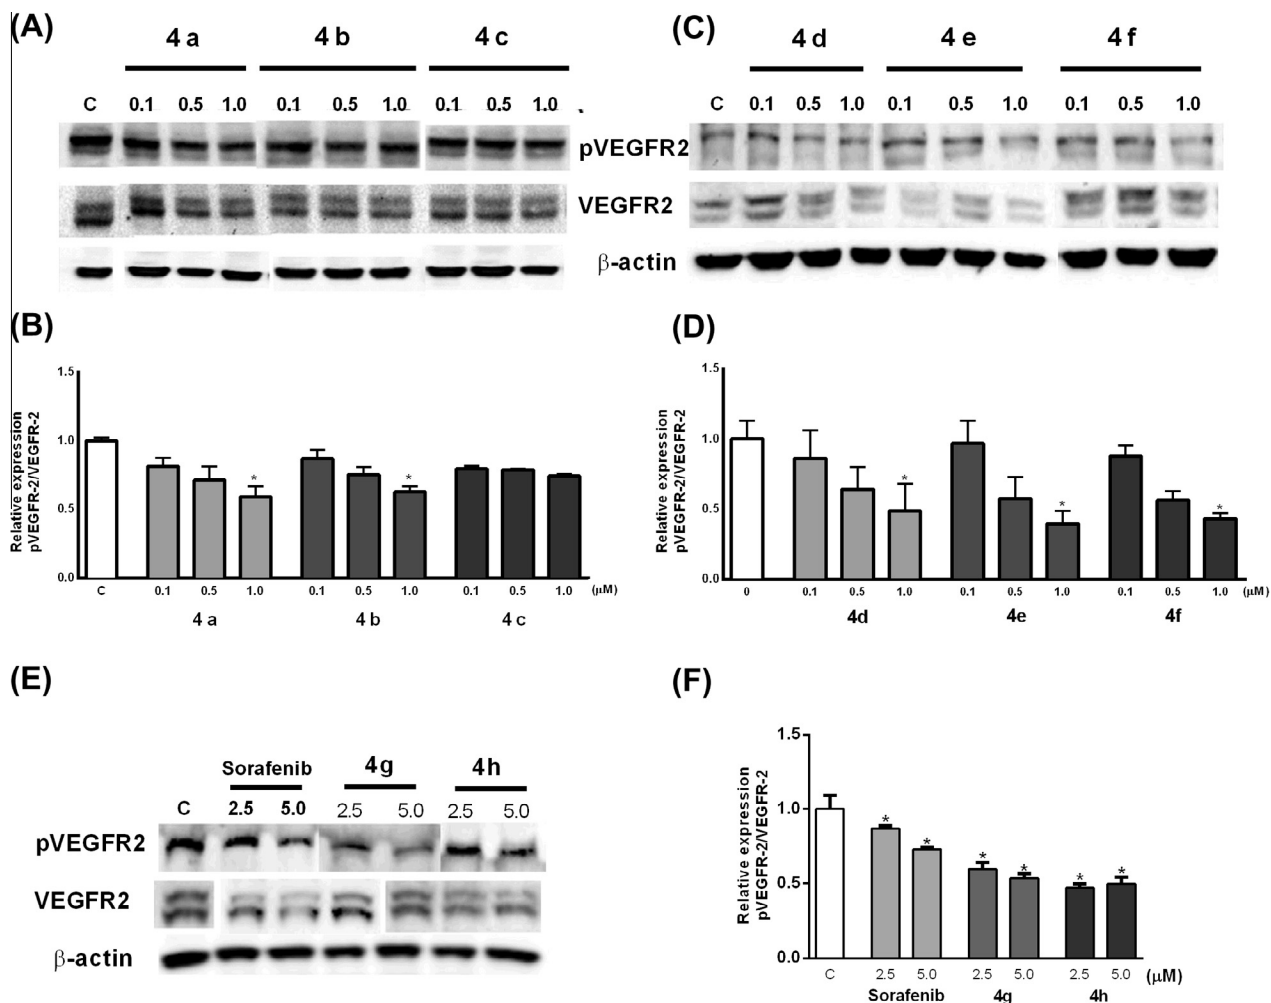 (A)
4 a 4 b 4 c
C 0.1 0.5 1.0 0.1 0.5 1.0 0.1 0.5 1.0
(C)
4 d 4 e 4 f
C 0.1 0.5 1.0 0.1 0.5 1.0 0.1 0.5 1.0
pVEGFR2
VEGFR2
β-actin
(B)
Relative expression
pVEGFR-2/VEGFR-2
1.5
1.0
0.5
0.0
* *
C 0.1 0.5 1.0 0.1 0.5 1.0 0.1 0.5 1.0 (μM)
4 a 4 b 4 c
(D)
Relative expression
pVEGFR-2/VEGFR-2
1.5
1.0
0.5
0.0
* * *
0 0.1 0.5 1.0 0.1 0.5 1.0 0.1 0.5 1.0 (μM)
4d 4e 4f
(E)
Sorafenib 4g 4h
C 2.5 5.0 2.5 5.0 2.5 5.0
pVEGFR2
VEGFR2
β-actin
(F)
Relative expression
pVEGFR-2/VEGFR-2
1.5
1.0
0.5
0.0
* * * * * *
C 2.5 5.0 2.5 5.0 2.5 5.0 (μM)
Sorafenib 4g 4h